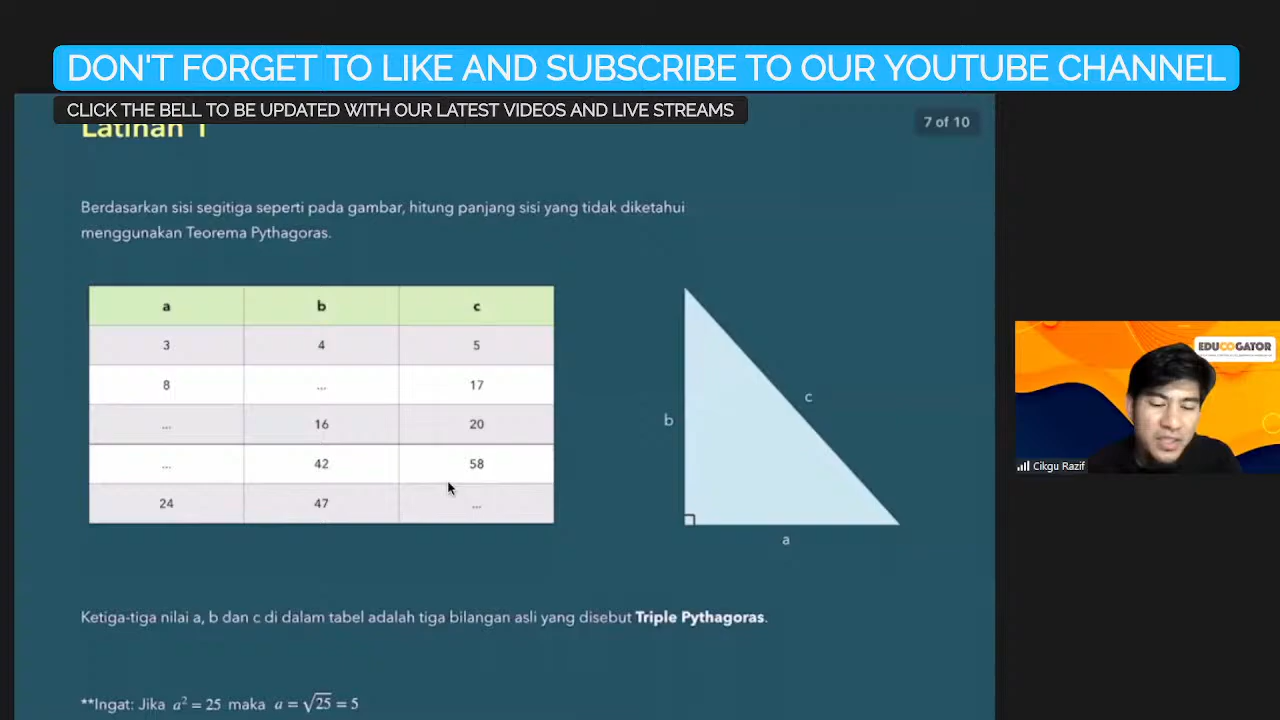 DON'T FORGET TO LIKE AND SUBSCRIBE TO OUR YOUTUBE CHANNEL
CLICK THE BELL TO BE UPDATED WITH OUR LATEST VIDEOS AND LIVE STREAMS
Latihan 1
7 of 10
Berdasarkan sisi segitiga seperti pada gambar, hitung panjang sisi yang tidak diketahui
menggunakan Teorema Pythagoras.
a b c
3 4 5
8 ... 17
... 16 20
... 42 58
24 47 ...
b
c
a
EDUCOGATOR
Cikgu Razif
Ketiga-tiga nilai a, b dan c di dalam tabel adalah tiga bilangan asli yang disebut Triple Pythagoras.
**Ingat: Jika a² = 25 maka a = √25 = 5